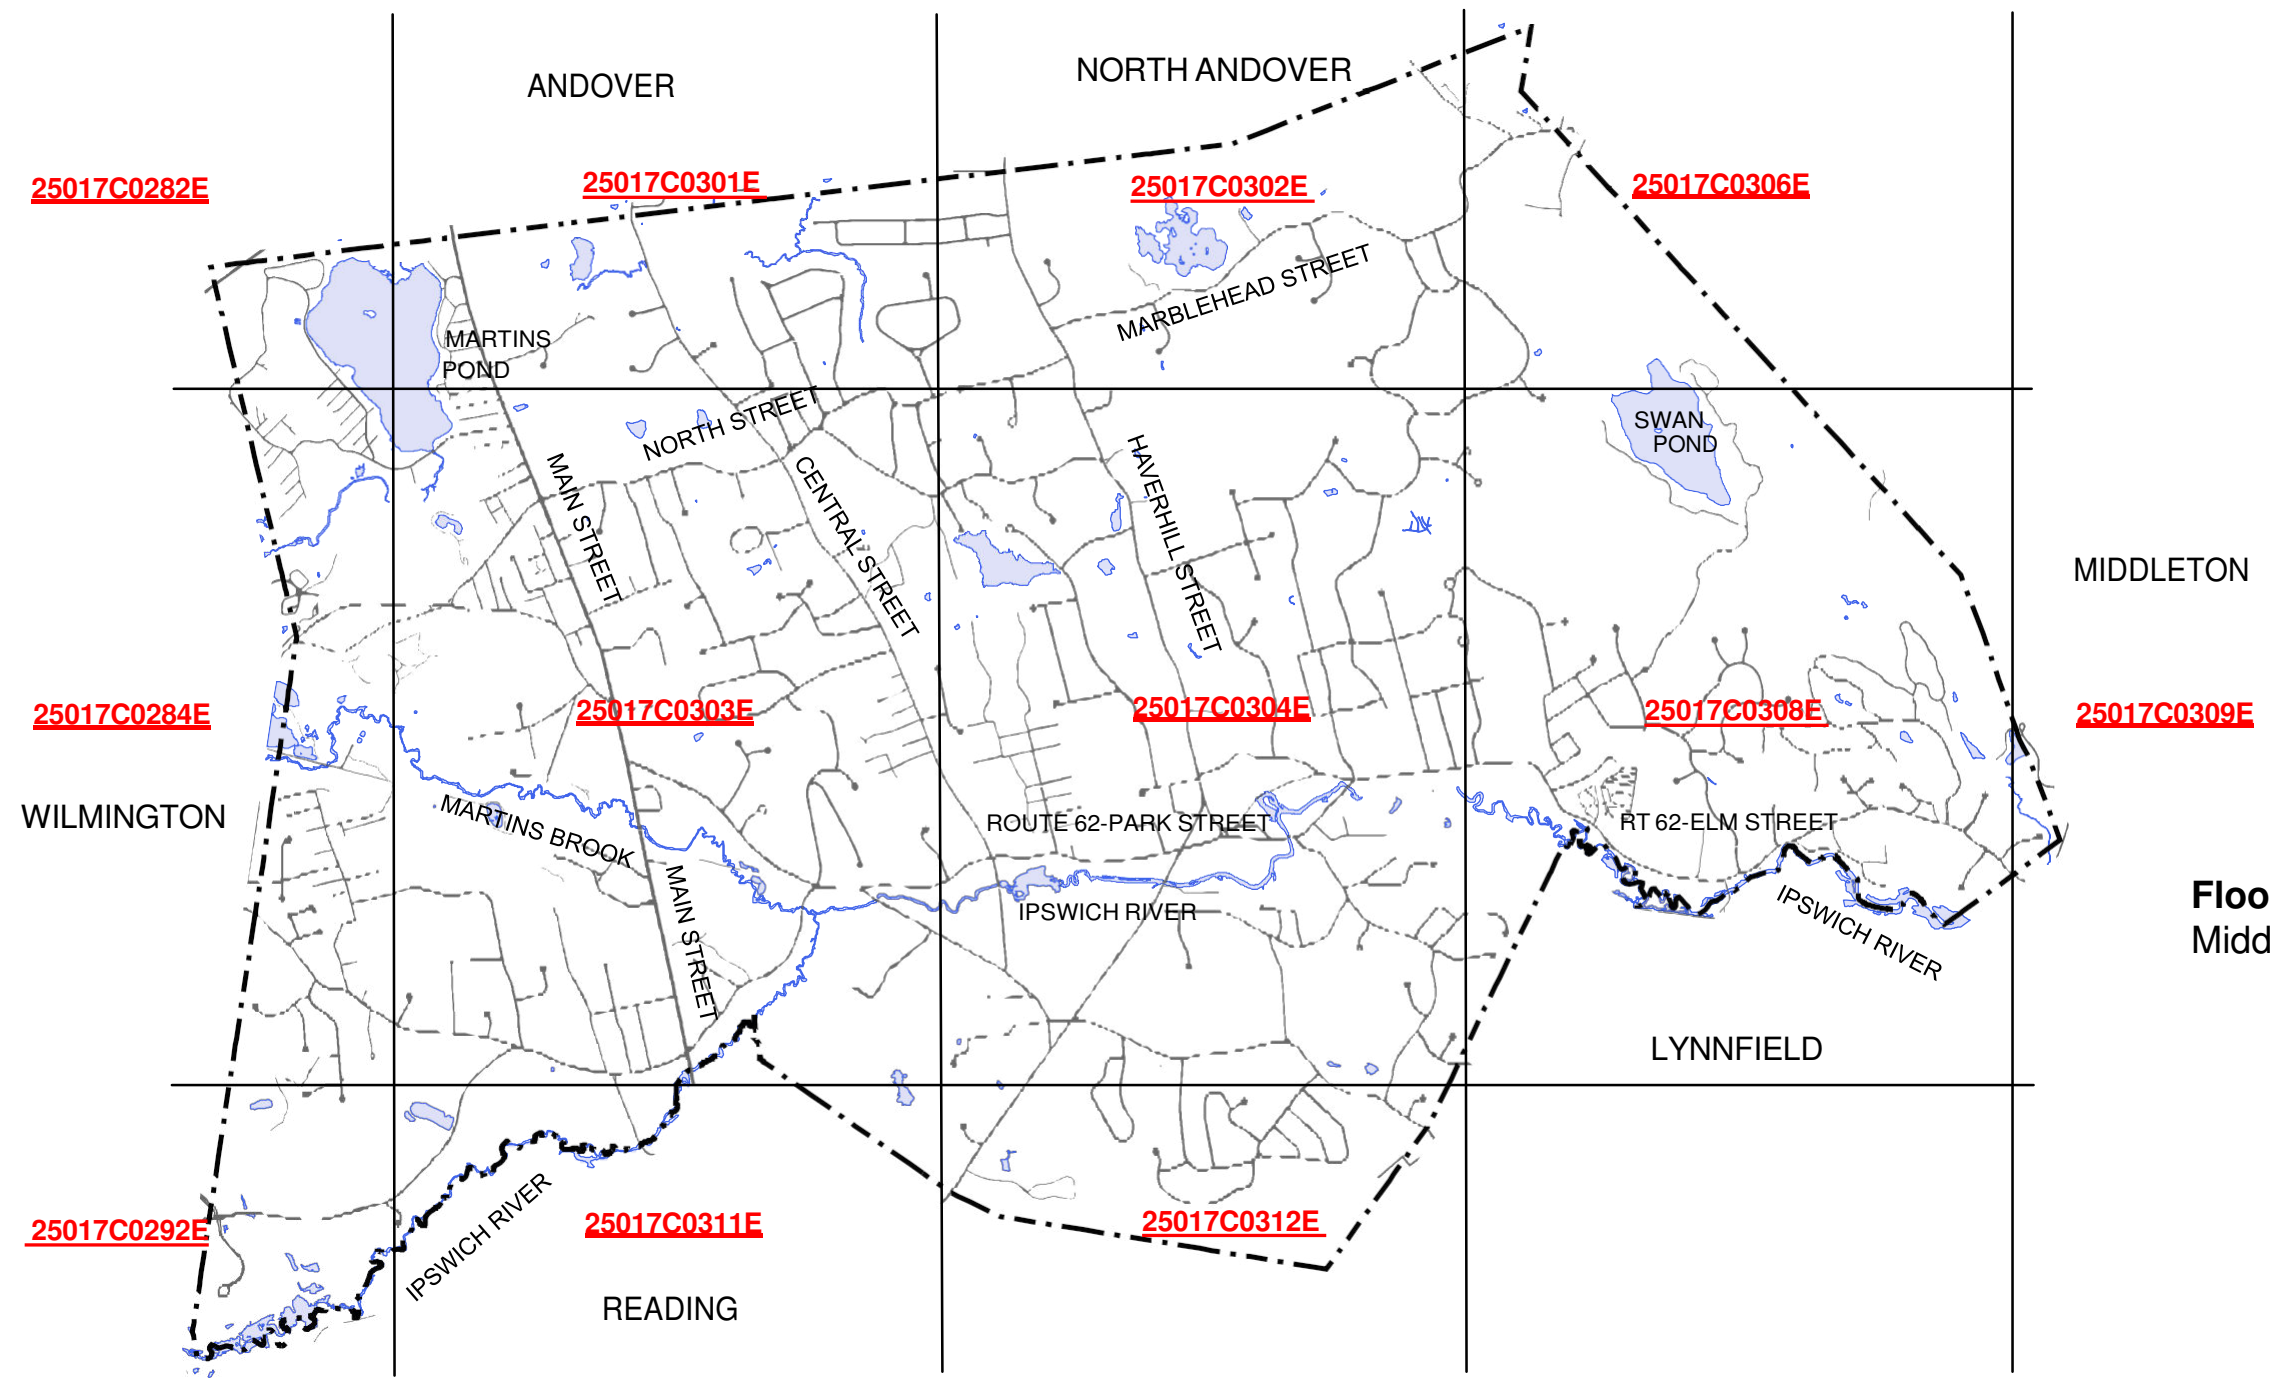 NORTH ANDOVER
ANDOVER
25017C0282E
25017C0301E
25017C0302E
25017C0306E
MARBLEHEAD STREET
MARTINS
POND
NORTH STREET
SWAN
POND
MAIN STREET
CENTRAL STREET
HAVERHILL STREET
MIDDLETON
25017C0284E
25017C0303E
25017C0304E
25017C0308E
25017C0309E
WILMINGTON
MARTINS BROOK
ROUTE 62-PARK STREET
RT 62-ELM STREET
MAIN STREET
IPSWICH RIVER
IPSWICH RIVER
Floo
Midd
LYNNFIELD
25017C0292E
IPSWICH RIVER
25017C0311E
25017C0312E
READING